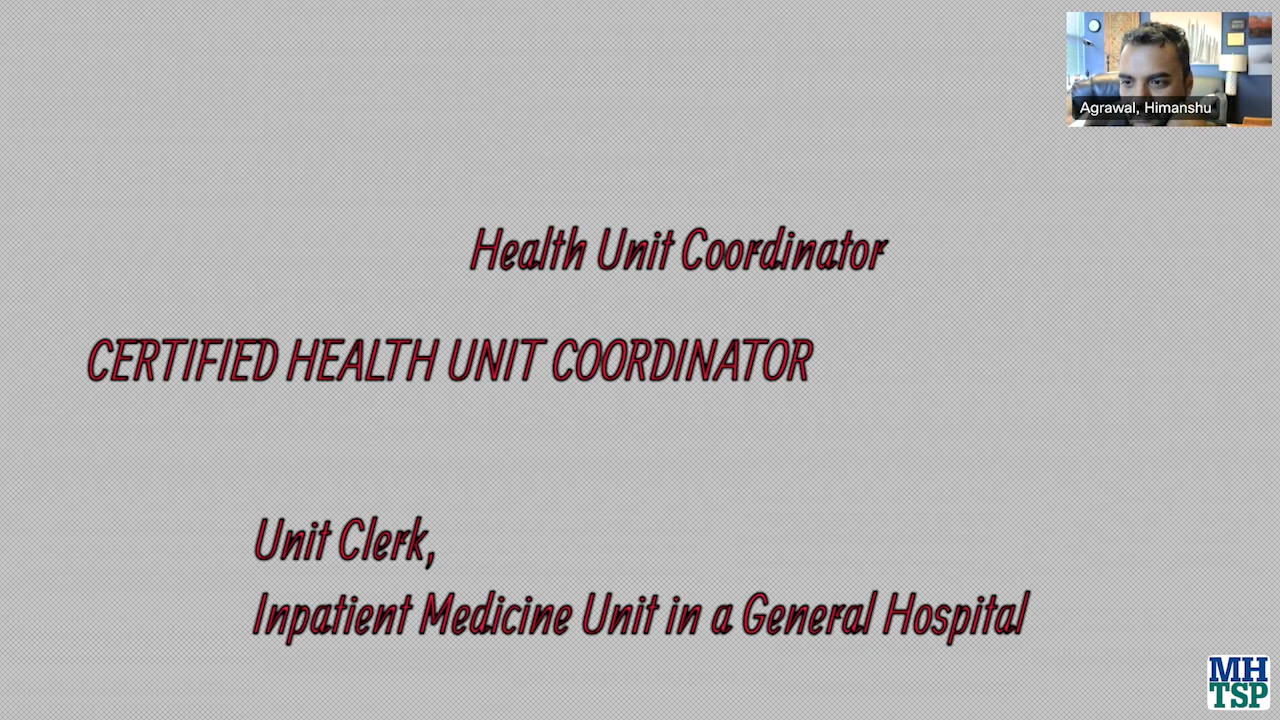 Agrawal, Himanshu
Health Unit Coordinator
CERTIFIED HEALTH UNIT COORDINATOR
Unit Clerk,
Inpatient Medicine Unit in a General Hospital
MH
TSP